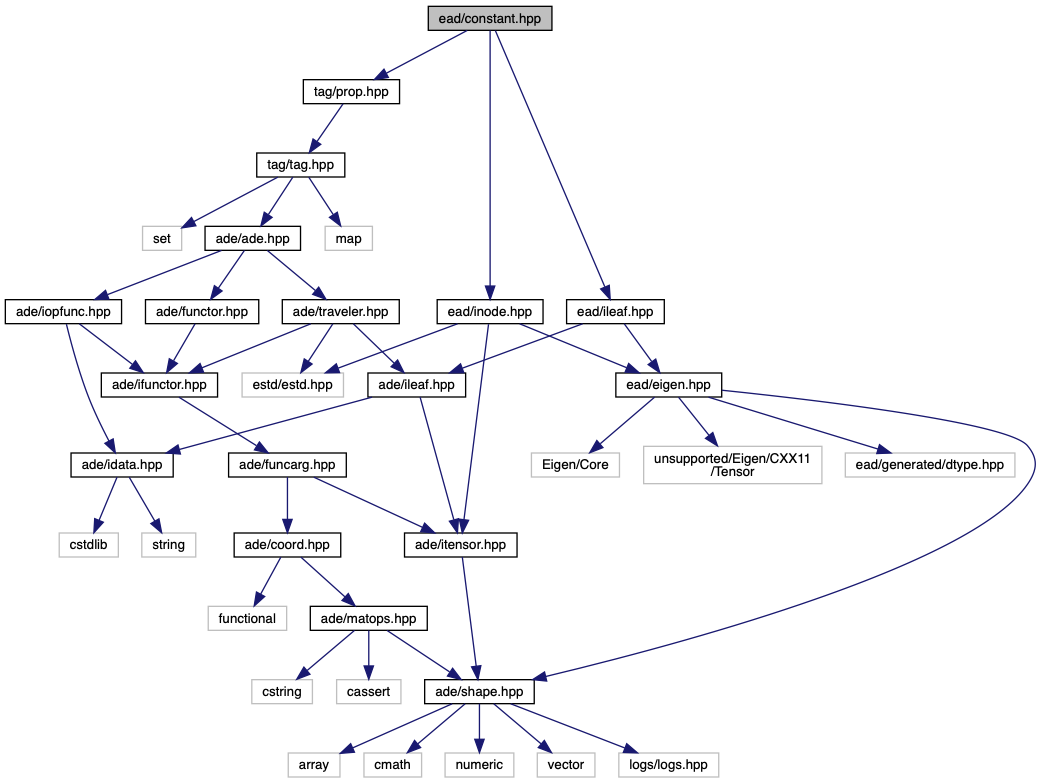 ead/constant.hpp
tag/prop.hpp
tag/tag.hpp
set
ade/ade.hpp
map
ade/iopfunc.hpp
ade/functor.hpp
ade/traveler.hpp
ead/inode.hpp
ead/ileaf.hpp
ade/ifunctor.hpp
estd/estd.hpp
ade/ileaf.hpp
ead/eigen.hpp
ade/idata.hpp
ade/funcarg.hpp
Eigen/Core
unsupported/Eigen/CXX11
/Tensor
ead/generated/dtype.hpp
cstdlib
string
ade/coord.hpp
ade/itensor.hpp
functional
ade/matops.hpp
cstring
cassert
ade/shape.hpp
array
cmath
numeric
vector
logs/logs.hpp